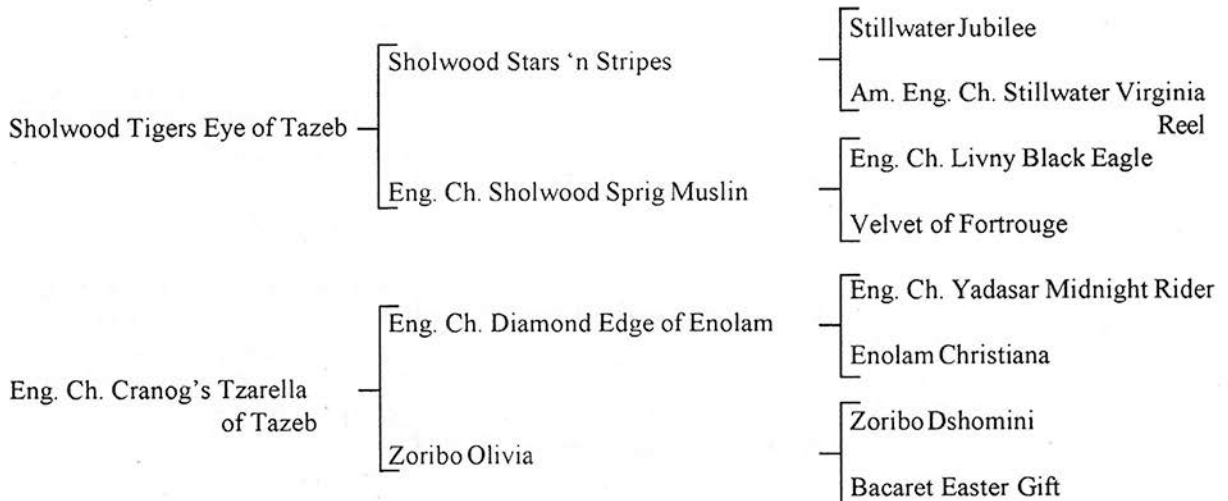 Stillwater Jubilee
Sholwood Stars 'n Stripes
Am. Eng. Ch. Stillwater Virginia
Reel
Sholwood Tigers Eye of Tazeb
Eng. Ch. Livny Black Eagle
Eng. Ch. Sholwood Sprig Muslin
Velvet of Fortrouge
Eng. Ch. Yadasar Midnight Rider
Eng. Ch. Diamond Edge of Enolam
Enolam Christiana
Eng. Ch. Cranog's Tzarella
of Tazeb
Zoribo Dshomini
Zoribo Olivia
Bacaret Easter Gift